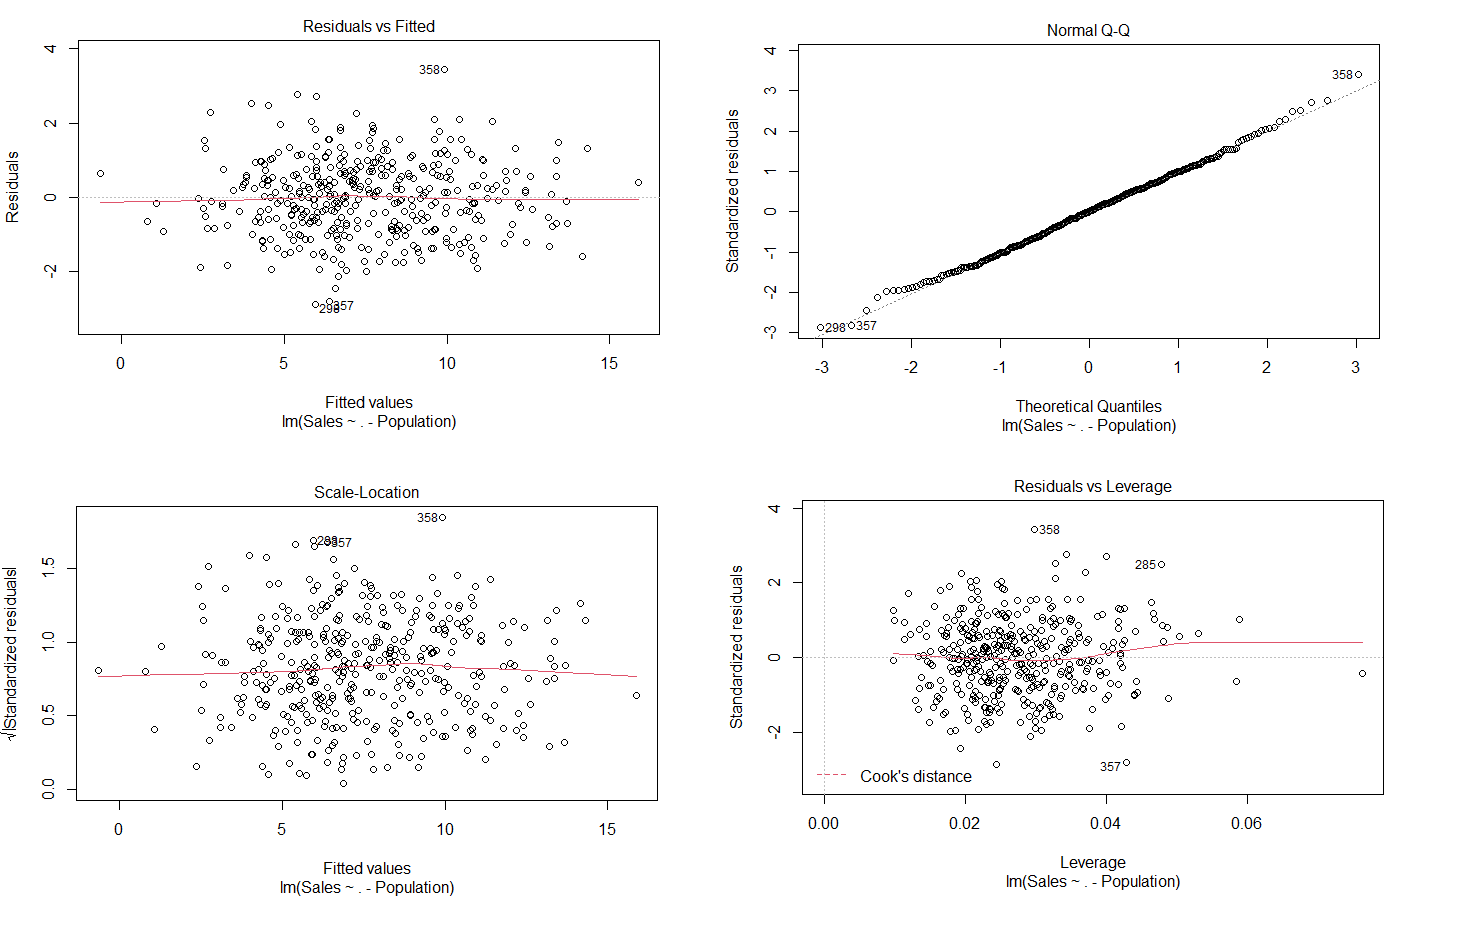 Residuals vs Fitted
Residuals
4
2
0
-2
358
298
357
0 5 10 15
Fitted values
lm(Sales ~ . - Population)
Normal Q-Q
Standardized residuals
4
3
2
1
0
-1
-2
-3
358
298
357
-3 -2 -1 0 1 2 3
Theoretical Quantiles
lm(Sales ~ . - Population)
Scale-Location
√|Standardized residuals|
1.5
1.0
0.5
0.0
358
298
357
0 5 10 15
Fitted values
lm(Sales ~ . - Population)
Residuals vs Leverage
Standardized residuals
4
2
0
-2
358
285
357
Cook's distance
0.00 0.02 0.04 0.06
Leverage
lm(Sales ~ . - Population)